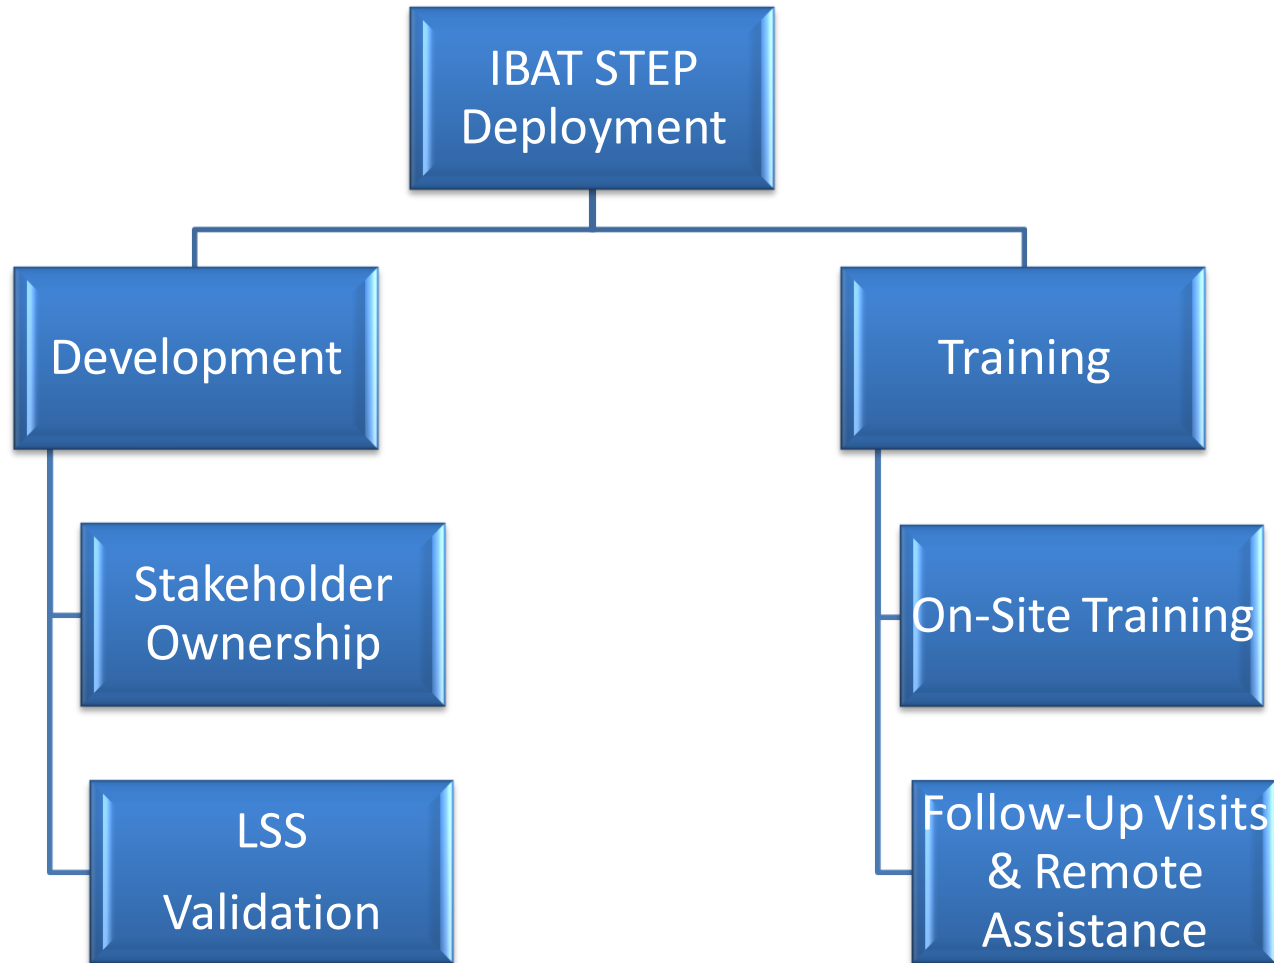 IBAT STEP
Deployment
Development
Training
Stakeholder
Ownership
On-Site Training
LSS
Validation
Follow-Up Visits
& Remote
Assistance